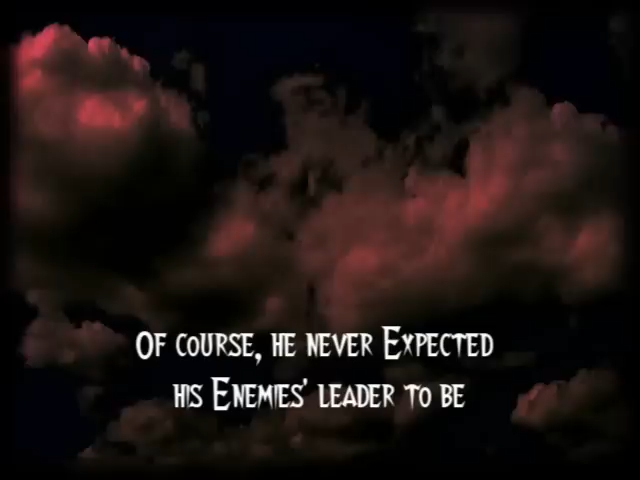 Of course, he never Expected
his Enemies' leader to be